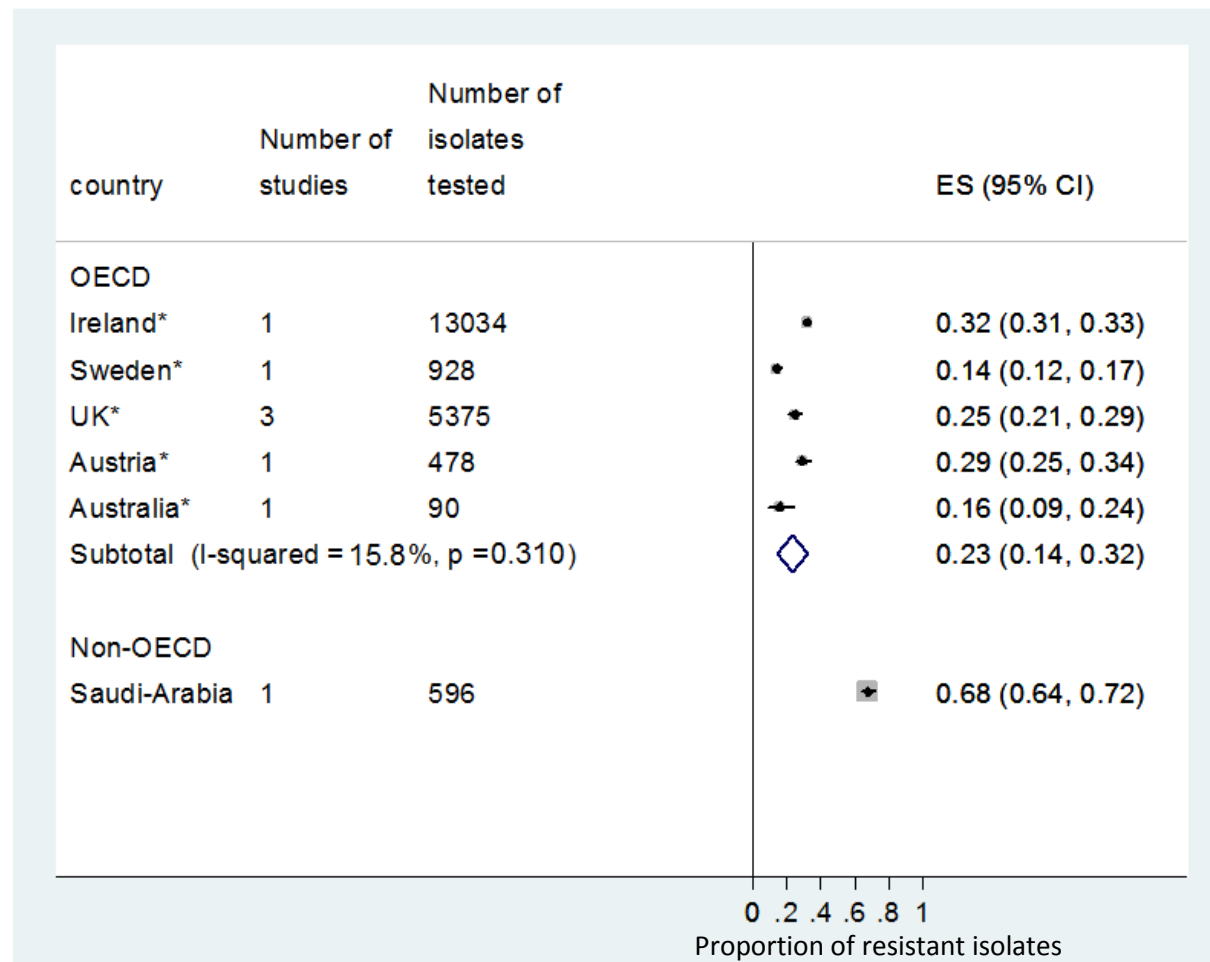 Number of
Number of isolates
country studies tested ES (95% CI)
OECD
Ireland* 1 13034 0.32 (0.31, 0.33)
Sweden* 1 928 0.14 (0.12, 0.17)
UK* 3 5375 0.25 (0.21, 0.29)
Austria* 1 478 0.29 (0.25, 0.34)
Australia* 1 90 0.16 (0.09, 0.24)
Subtotal (I-squared = 15.8%, p =0.310) 0.23 (0.14, 0.32)
Non-OECD
Saudi-Arabia 1 596 0.68 (0.64, 0.72)
0 .2 .4 .6 .8 1
Proportion of resistant isolates